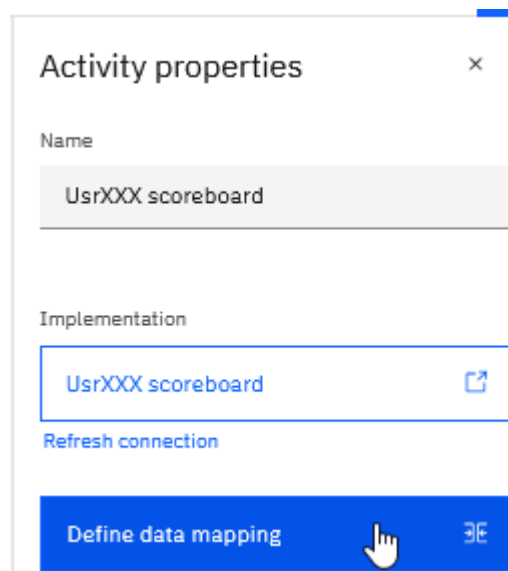 Activity properties
Name
UsrXXX scoreboard
Implementation
UsrXXX scoreboard
Refresh connection
Define data mapping